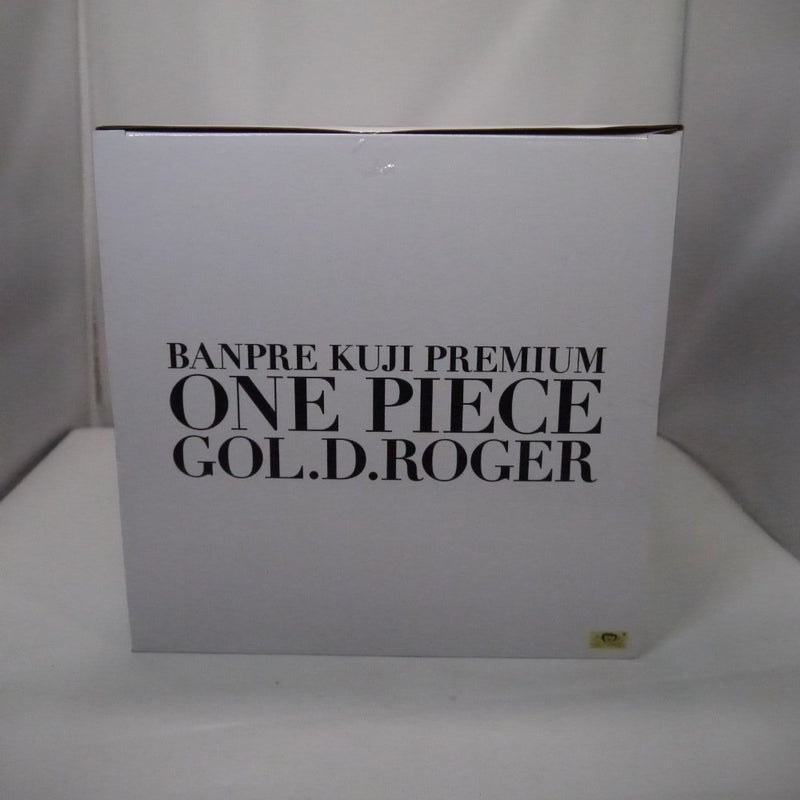 BANPRE KUJI PREMIUM
ONE PIECE
GOL.D.ROGER